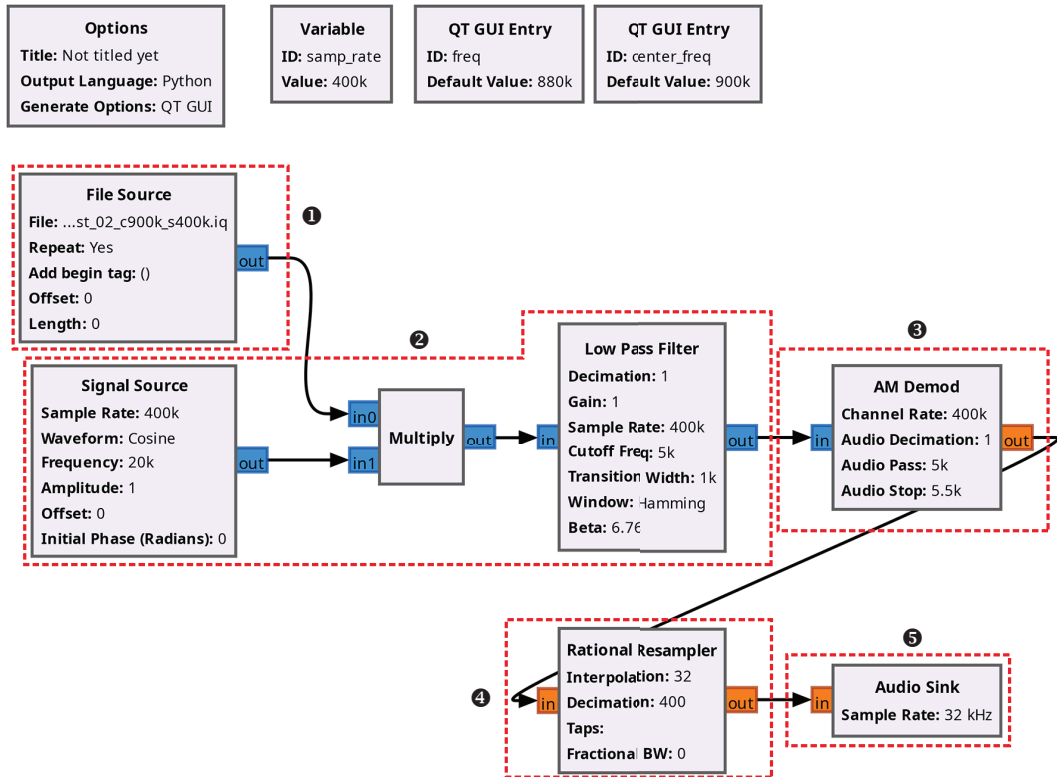 Options
Title: Not titled yet
Output Language: Python
Generate Options: QT GUI
Variable
ID: samp_rate
Value: 400k
QT GUI Entry
ID: freq
Default Value: 880k
QT GUI Entry
ID: center_freq
Default Value: 900k
File Source
File: ...st_02_c900k_s400k.iq
Repeat: Yes
Add begin tag: ()
Offset: 0
Length: 0
out
❶
❷
Signal Source
Sample Rate: 400k
Waveform: Cosine
Frequency: 20k
Amplitude: 1
Offset: 0
Initial Phase (Radians): 0
out
in0
in1
Multiply
out
Low Pass Filter
Decimation: 1
Gain: 1
Sample Rate: 400k
Cutoff Freq: 5k
Transition Width: 1k
Window: Hamming
Beta: 6.76
in
out
❸
AM Demod
Channel Rate: 400k
Audio Decimation: 1
Audio Pass: 5k
Audio Stop: 5.5k
in
out
❹
Rational Resampler
Interpolation: 32
Decimation: 400
Taps:
Fractional BW: 0
in
out
❺
Audio Sink
Sample Rate: 32 kHz
in